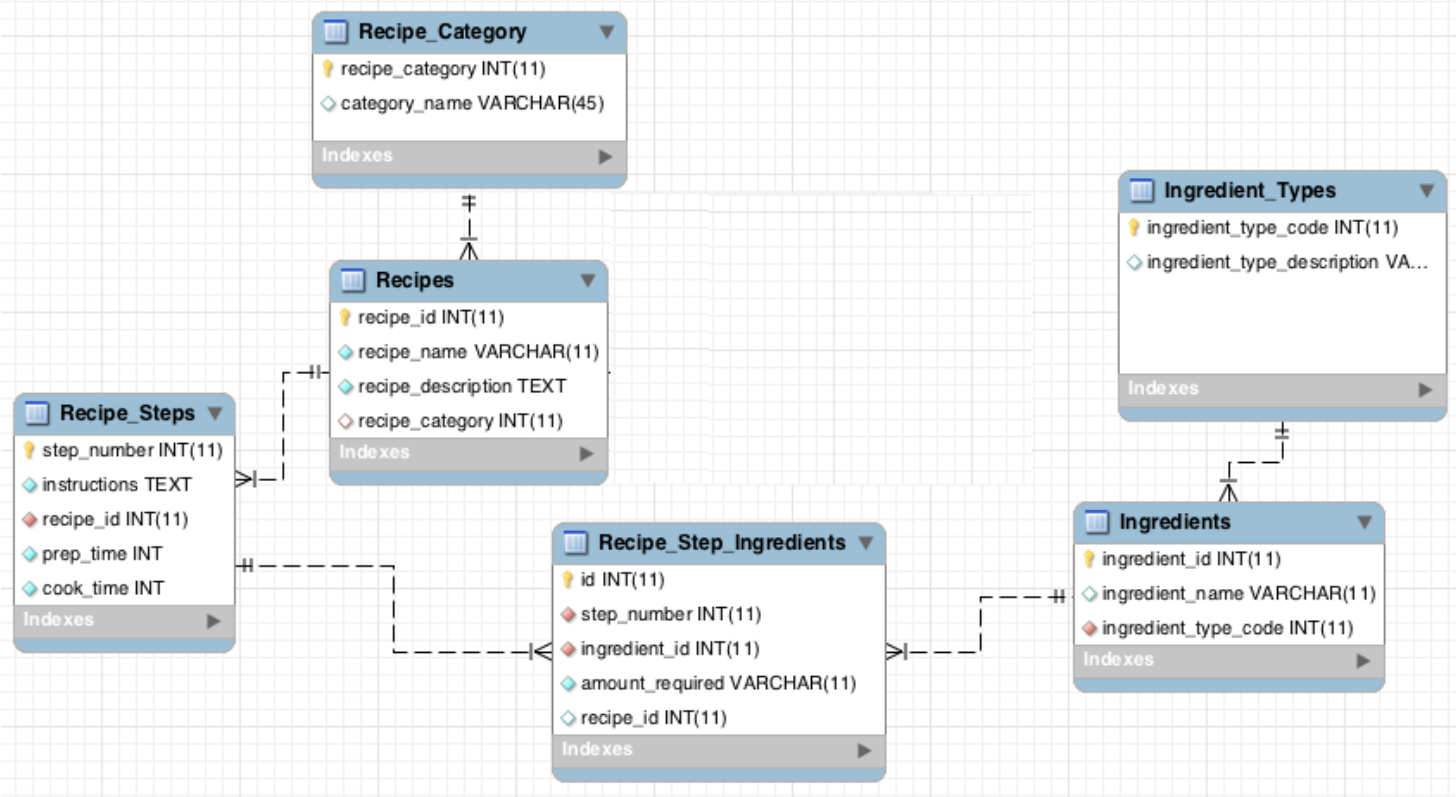 Recipe_Category
recipe_category INT(11)
category_name VARCHAR(45)
Indexes
Ingredient_Types
ingredient_type_code INT(11)
ingredient_type_description VA...
Indexes
Recipes
recipe_id INT(11)
recipe_name VARCHAR(11)
recipe_description TEXT
recipe_category INT(11)
Indexes
Recipe_Steps
step_number INT(11)
instructions TEXT
recipe_id INT(11)
prep_time INT
cook_time INT
Indexes
Recipe_Step_Ingredients
id INT(11)
step_number INT(11)
ingredient_id INT(11)
amount_required VARCHAR(11)
recipe_id INT(11)
Indexes
Ingredients
ingredient_id INT(11)
ingredient_name VARCHAR(11)
ingredient_type_code INT(11)
Indexes